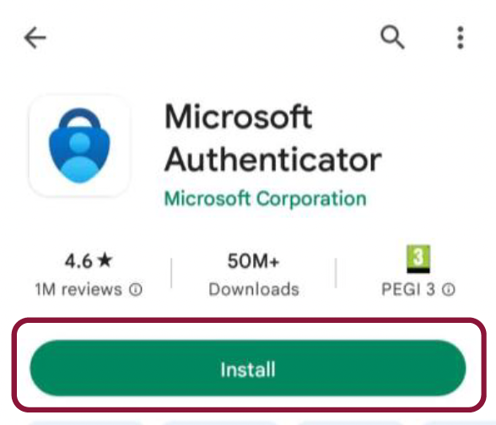 Microsoft
Authenticator
Microsoft Corporation
4.6 ★
50M+
3
1M reviews ⓘ
Downloads
PEGI 3 ⓘ
Install